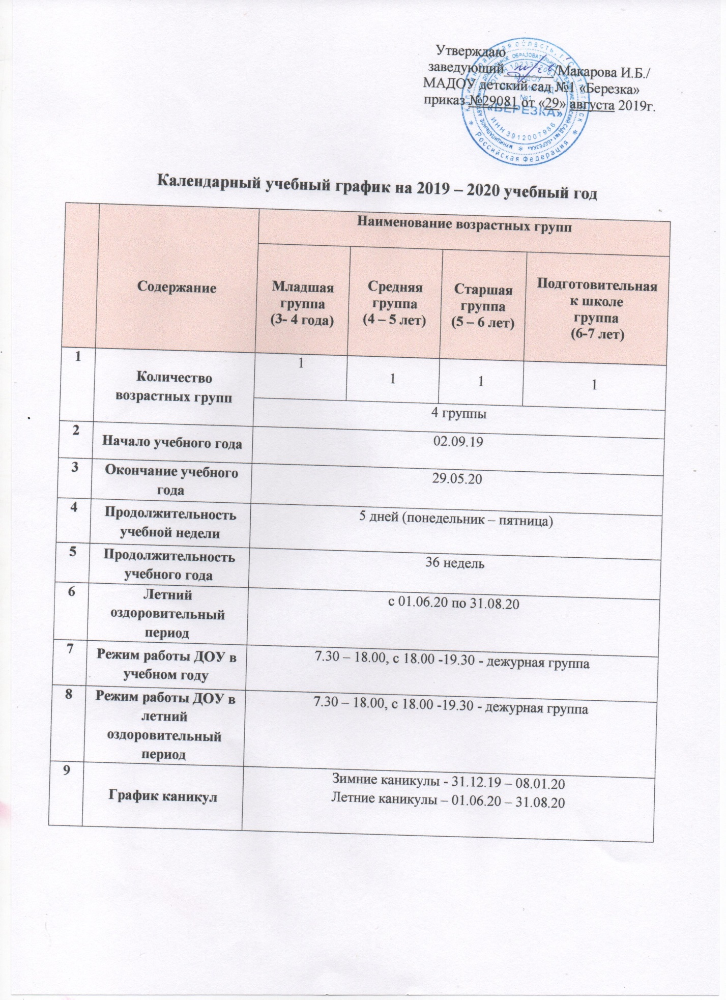 Утверждаю
заведующий_______/Макарова И.Б./
МАДОУ детский сад №1 «Березка»
приказ №29081 от «29» августа 2019г.
Российская Федерация
ИНН 3912007986
МАДОУ
№1
«БЕРЕЗКА»
Календарный учебный график на 2019 – 2020 учебный год
Содержание
Наименование возрастных групп
Младшая
группа
(3- 4 года)
Средняя
группа
(4 – 5 лет)
Старшая
группа
(5 – 6 лет)
Подготовительная
к школе
группа
(6-7 лет)
1
Количество
возрастных групп
1
1
1
1
4 группы
2
Начало учебного года
02.09.19
3
Окончание учебного
года
29.05.20
4
Продолжительность
учебной недели
5 дней (понедельник – пятница)
5
Продолжительность
учебного года
36 недель
6
Летний
оздоровительный
период
с 01.06.20 по 31.08.20
7
Режим работы ДОУ в
учебном году
7.30 – 18.00, с 18.00 -19.30 - дежурная группа
8
Режим работы ДОУ в
летний
оздоровительный
период
7.30 – 18.00, с 18.00 -19.30 - дежурная группа
9
График каникул
Зимние каникулы - 31.12.19 – 08.01.20
Летние каникулы – 01.06.20 – 31.08.20